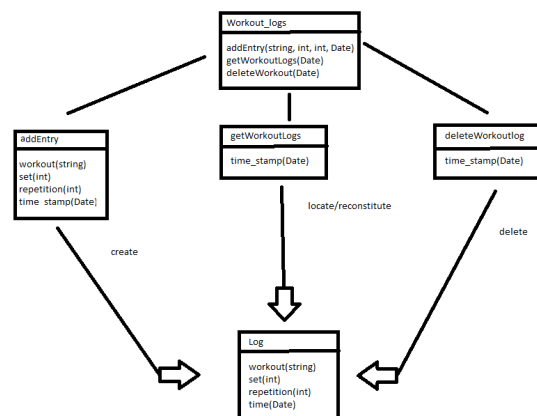 Workout_logs
addEntry(string, int, int, Date)
getWorkoutLogs(Date)
deleteWorkout(Date)
addEntry
workout(string)
set(int)
repetition(int)
time_stamp(Date)
getWorkoutLogs
time_stamp(Date)
deleteWorkoutlog
time_stamp(Date)
locate/reconstitute
create
delete
Log
workout(string)
set(int)
repetition(int)
time(Date)